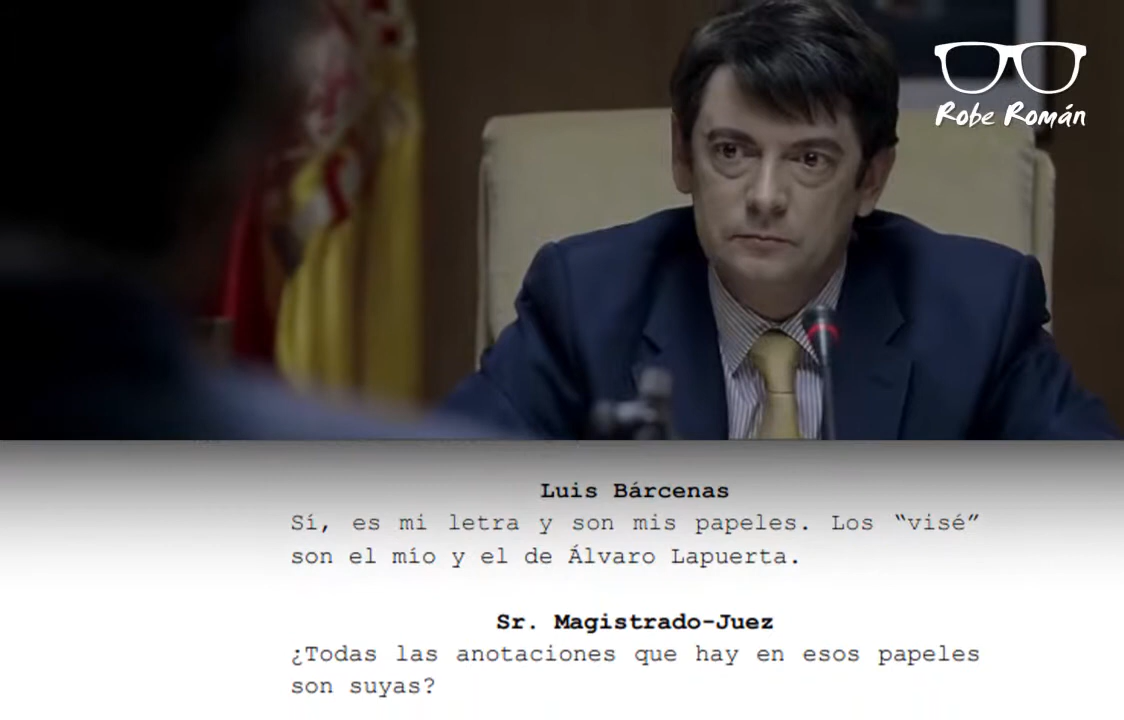 Robe Román
Luis Bárcenas
Sí, es mi letra y son mis papeles. Los “visé”
son el mío y el de Álvaro Lapuerta.
Sr. Magistrado-Juez
¿Todas las anotaciones que hay en esos papeles
son suyas?